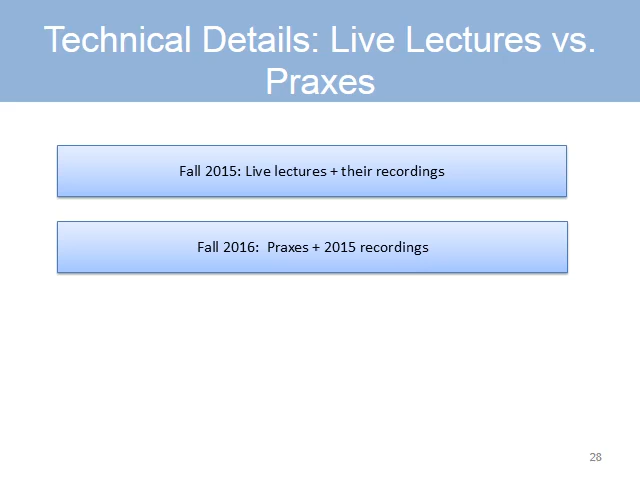 Technical Details: Live Lectures vs.
Praxes
Fall 2015: Live lectures + their recordings
Fall 2016:  Praxes + 2015 recordings
28